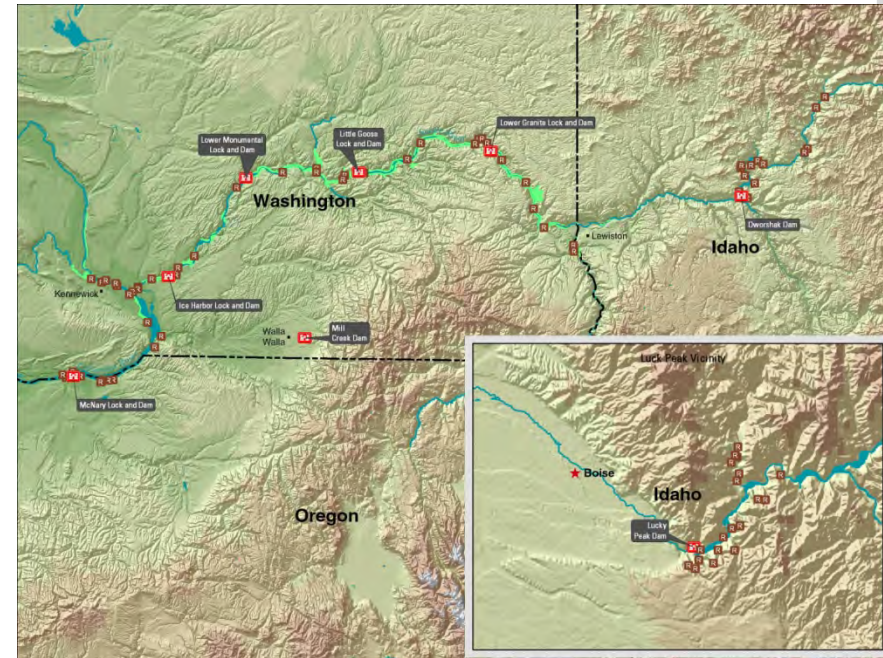 Lower Monumental
Lock and Dam
Little Goose
Lock and Dam
Lower Granite Lock and Dam
Washington
Dworshak Dam
Lewiston
Idaho
Kennewick
Ice Harbor Lock and Dam
Walla
Walla
Mill
Creek Dam
McNary Lock and Dam
Oregon
Luck Peak Vicinity
Boise
Idaho
Lucky
Peak Dam